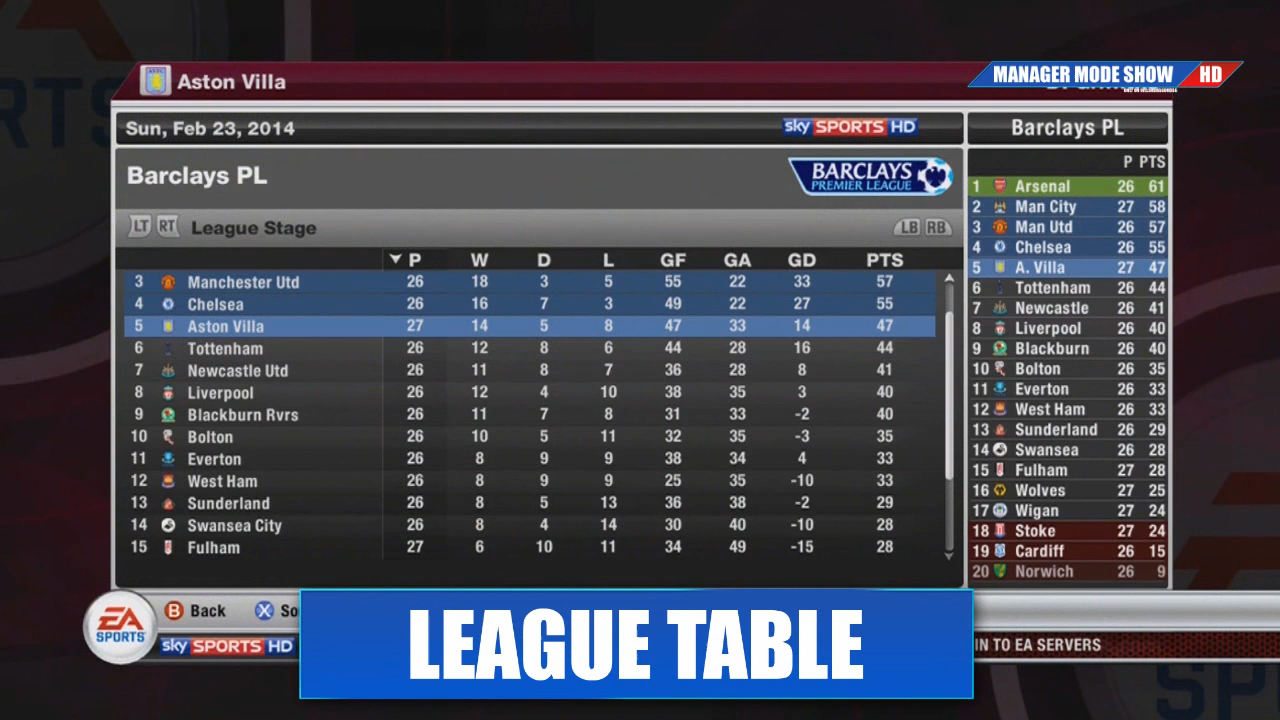 Aston Villa
MANAGER MODE SHOW HD
Sun, Feb 23, 2014
sky SPORTS HD
Barclays PL
Barclays PL
BARCLAYS
PREMIER LEAGUE
LT RT League Stage LB RB
P W D L GF GA GD PTS
3 Manchester Utd 26 18 3 5 55 22 33 57
4 Chelsea 26 16 7 3 49 22 27 55
5 Aston Villa 27 14 5 8 47 33 14 47
6 Tottenham 26 12 8 6 44 28 16 44
7 Newcastle Utd 26 11 8 7 36 28 8 41
8 Liverpool 26 12 4 10 38 35 3 40
9 Blackburn Rvrs 26 11 7 8 31 33 -2 40
10 Bolton 26 10 5 11 32 35 -3 35
11 Everton 26 8 9 9 38 34 4 33
12 West Ham 26 8 9 9 25 35 -10 33
13 Sunderland 26 8 5 13 36 38 -2 29
14 Swansea City 26 8 4 14 30 40 -10 28
15 Fulham 27 6 10 11 34 49 -15 28
P PTS
1 Arsenal 26 61
2 Man City 27 58
3 Man Utd 26 57
4 Chelsea 26 55
5 A. Villa 27 47
6 Tottenham 26 44
7 Newcastle 26 41
8 Liverpool 26 40
9 Blackburn 26 40
10 Bolton 26 35
11 Everton 26 33
12 West Ham 26 33
13 Sunderland 26 29
14 Swansea 26 28
15 Fulham 27 28
16 Wolves 27 25
17 Wigan 27 24
18 Stoke 27 24
19 Cardiff 26 15
20 Norwich 26 9
EA
SPORTS
B Back X So
sky SPORTS HD
LEAGUE TABLE
IN TO EA SERVERS